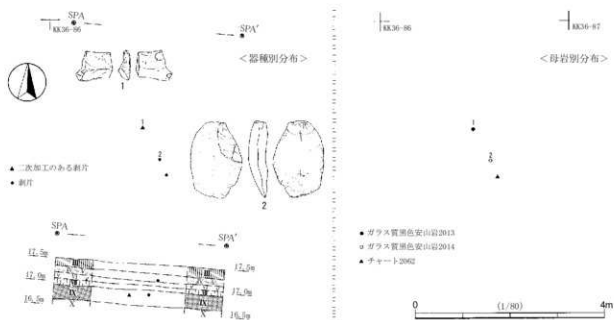 SPA
KK36-86
SPA'
<器種別分布>
1
1
2
▲ 二次加工のある剥片
● 剥片
2
SPA
SPA'
17.5m
17.0m
16.5m
17.5m
17.0m
16.5m
IX
X
KK36-86
KK36-87
<母岩別分布>
1
2
● ガラス質黒色安山岩2013
○ ガラス質黒色安山岩2014
▲ チャート2062
0 (1/80) 4m